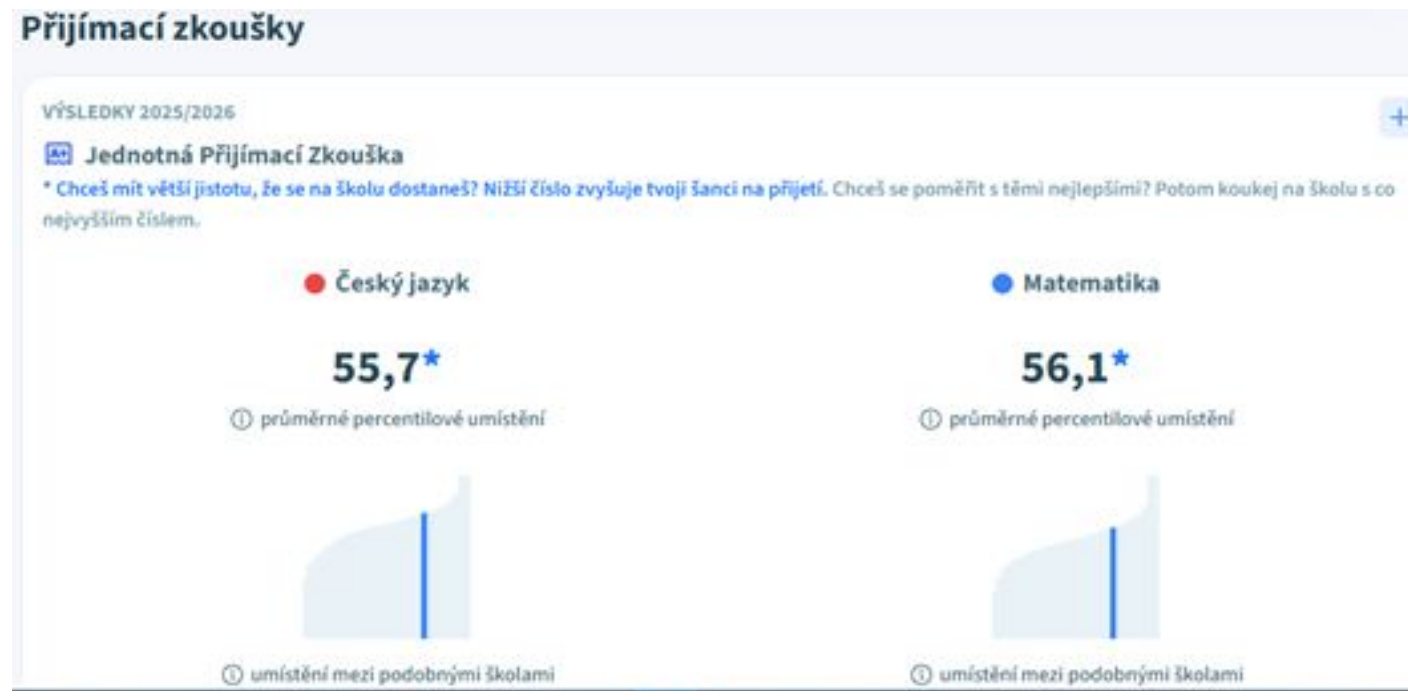 Přijímací zkoušky
VÝSLEDKY 2025/2026
A+ Jednotná Přijímací Zkouška
* Chceš mít větší jistotu, že se na školu dostaneš? Nižší číslo zvyšuje tvoji šanci na přijetí. Chceš se poměřit s těmi nejlepšími? Potom koukej na školu s co
nejvyšším číslem.
Český jazyk
Matematika
55,7*
56,1*
průměrné percentilové umístění
průměrné percentilové umístění
umístění mezi podobnými školami
umístění mezi podobnými školami